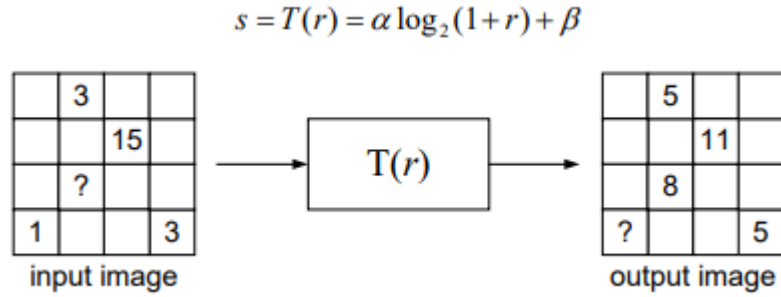 s = T(r) = α log₂(1+r) + β
3 5
15 T(r) 11
? 8
1 3 ? 5
input image output image